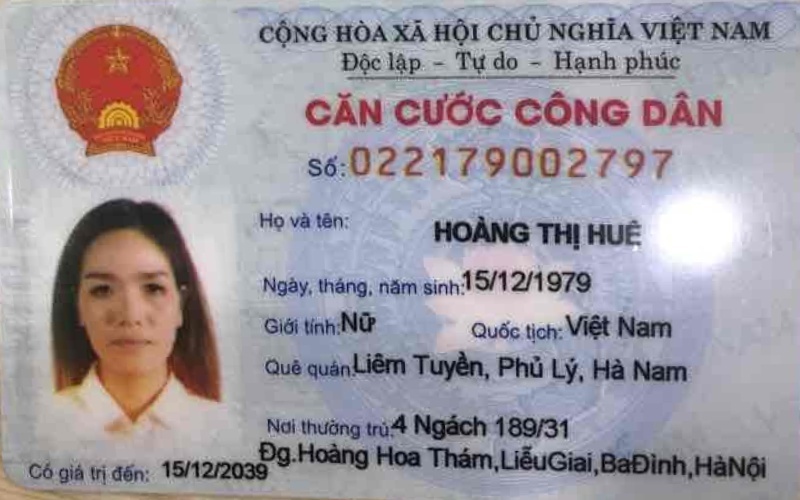 CỘNG HÒA XÃ HỘI CHỦ NGHĨA VIỆT NAM
Độc lập - Tự do - Hạnh phúc
CĂN CƯỚC CÔNG DÂN
Số: 022179002797
Họ và tên: HOÀNG THỊ HUỆ
Ngày, tháng, năm sinh: 15/12/1979
Giới tính: Nữ Quốc tịch: Việt Nam
Quê quán: Liêm Tuyền, Phủ Lý, Hà Nam
Nơi thường trú: 4 Ngách 189/31
Đg.Hoàng Hoa Thám,LiễuGiai,BaĐình,HàNội
Có giá trị đến: 15/12/2039